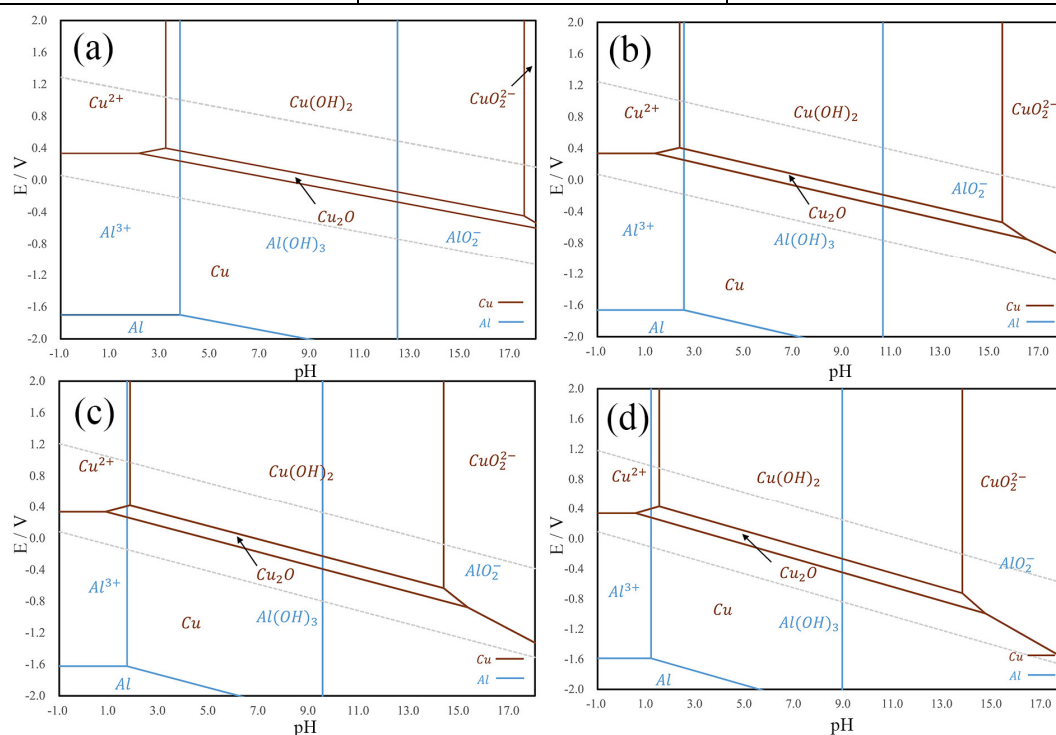 (a)
2.0
1.6
1.2
0.8
0.4
0.0
-0.4
-0.8
-1.2
-1.6
-2.0
E / V
Cu²⁺
Cu(OH)₂
CuO₂²⁻
Cu₂O
Al³⁺
Al(OH)₃
AlO₂⁻
Cu
Al
Cu
Al
-1.0 1.0 3.0 5.0 7.0 9.0 11.0 13.0 15.0 17.0
pH
(b)
2.0
1.6
1.2
0.8
0.4
0.0
-0.4
-0.8
-1.2
-1.6
-2.0
E / V
Cu²⁺
Cu(OH)₂
CuO₂²⁻
AlO₂⁻
Cu₂O
Al³⁺
Al(OH)₃
Cu
Al
Cu
Al
-1.0 1.0 3.0 5.0 7.0 9.0 11.0 13.0 15.0 17.0
pH
(c)
2.0
1.6
1.2
0.8
0.4
0.0
-0.4
-0.8
-1.2
-1.6
-2.0
E / V
Cu²⁺
Cu(OH)₂
CuO₂²⁻
Cu₂O
AlO₂⁻
Al³⁺
Al(OH)₃
Cu
Al
Cu
Al
-1.0 1.0 3.0 5.0 7.0 9.0 11.0 13.0 15.0 17.0
pH
(d)
2.0
1.6
1.2
0.8
0.4
0.0
-0.4
-0.8
-1.2
-1.6
-2.0
E / V
Cu²⁺
Cu(OH)₂
CuO₂²⁻
Cu₂O
AlO₂⁻
Al³⁺
Al(OH)₃
Cu
Al
Cu
Al
-1.0 1.0 3.0 5.0 7.0 9.0 11.0 13.0 15.0 17.0
pH